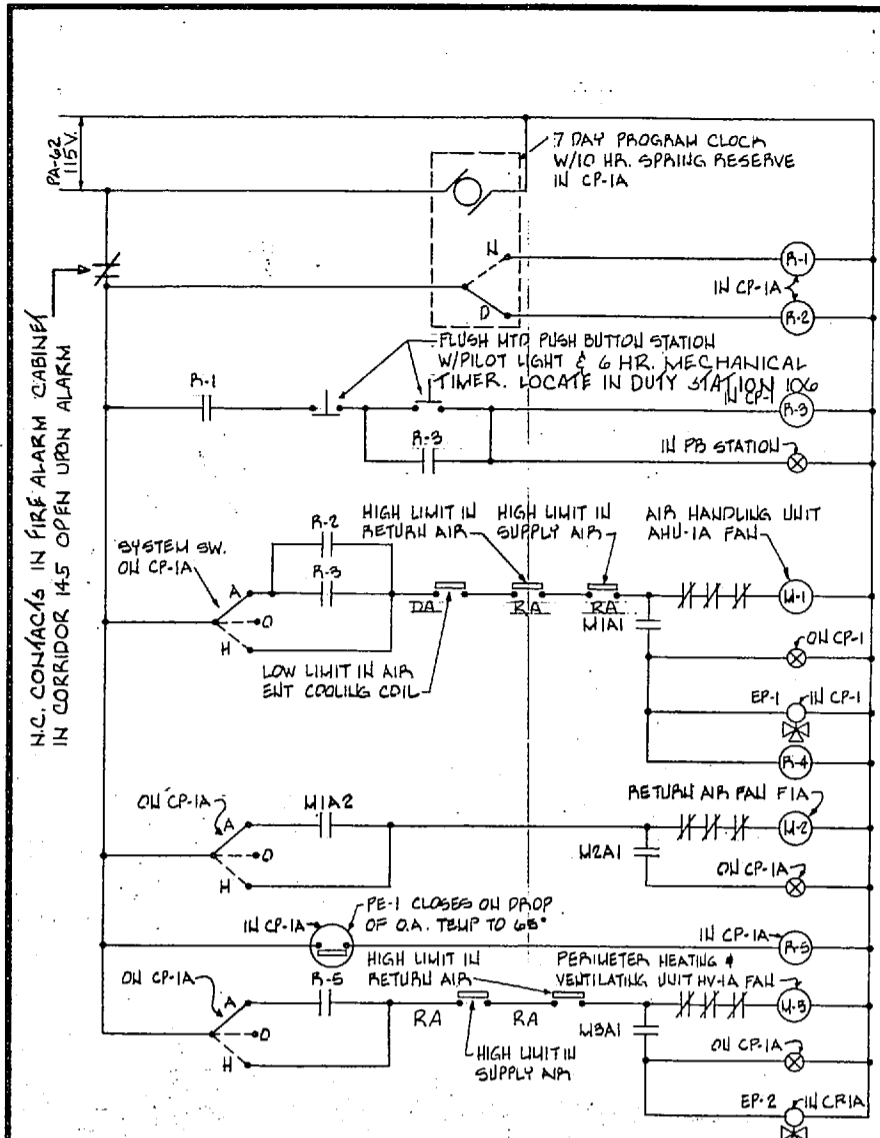 PA-62
115 V.
7 DAY PROGRAM CLOCK
W/10 HR. SPRING RESERVE
IN CP-1A
N
D
R-1
IN CP-1A
R-2
N.C. CONTACTS IN FIRE ALARM CABINET
IN CORRIDOR 145 OPEN UPON ALARM
FLUSH MTD PUSH BUTTON STATION
W/PILOT LIGHT & 6 HR. MECHANICAL
TIMER. LOCATE IN DUTY STATION 106
R-1
IN CP-1
R-3
R-3
IN PB STATION
SYSTEM SW.
ON CP-1A
A
O
H
R-2
R-3
HIGH LIMIT IN
RETURN AIR
HIGH LIMIT IN
SUPPLY AIR
AIR HANDLING UNIT
AHU-1A FAN
DA
RA
RA
M-1
LOW LIMIT IN AIR
ENT COOLING COIL
M1A1
ON CP-1
EP-1
IN CP-1
R-4
ON CP-1A
A
O
H
M1A2
RETURN AIR FAN F1A
M-2
M2A1
ON CP-1A
IN CP-1A
PE-1 CLOSES ON DROP
OF O.A. TEMP TO 65°
IN CP-1A
R-5
ON CP-1A
A
O
H
R-5
HIGH LIMIT IN
RETURN AIR
PERIMETER HEATING &
VENTILATING UNIT HV-1A FAN
RA
RA
M-3
HIGH LIMIT IN
SUPPLY AIR
M3A1
ON CP-1A
EP-2
IN CP1A